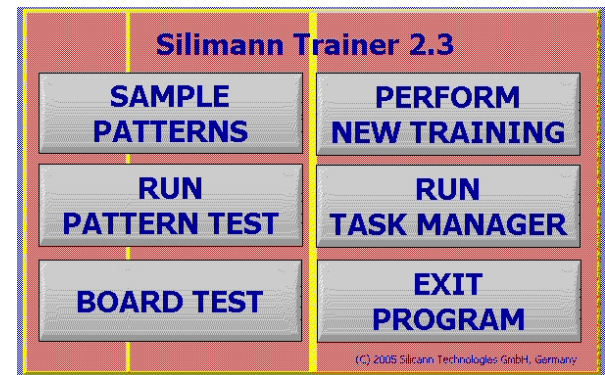 Silimann Trainer 2.3
SAMPLE
PATTERNS
PERFORM
NEW TRAINING
RUN
PATTERN TEST
RUN
TASK MANAGER
BOARD TEST
EXIT
PROGRAM
(C) 2005 Silicann Technologies GmbH, Germany